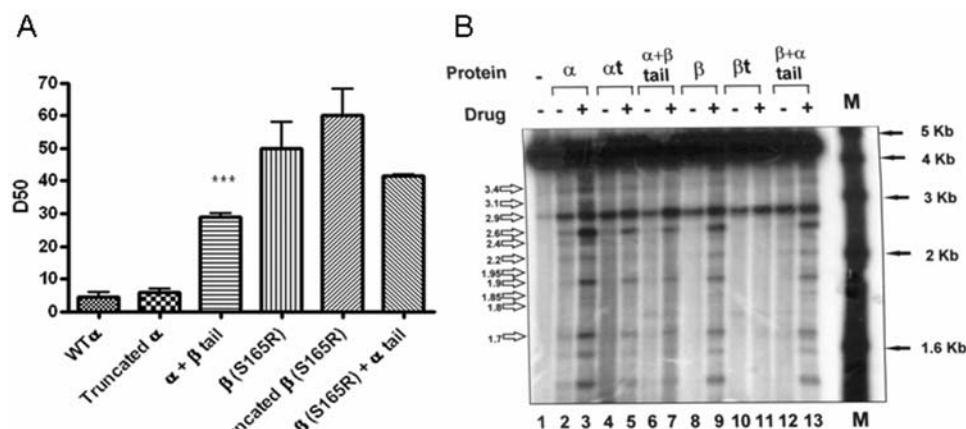 A
70
60
50
40
30
20
10
0
D50
***
WTα
Truncated α
α + β tail
β (S165R)
runcated β (S165R)
β (S165R) + α tail
B
Protein - α αt α+β tail β βt β+α tail
Drug - - + - + - + - + - + - + M
5 Kb
4 Kb
3 Kb
2 Kb
1.6 Kb
3.4
3.1
2.9
2.6
2.4
2.2
1.95
1.9
1.85
1.8
1.7
1 2 3 4 5 6 7 8 9 10 11 12 13 M